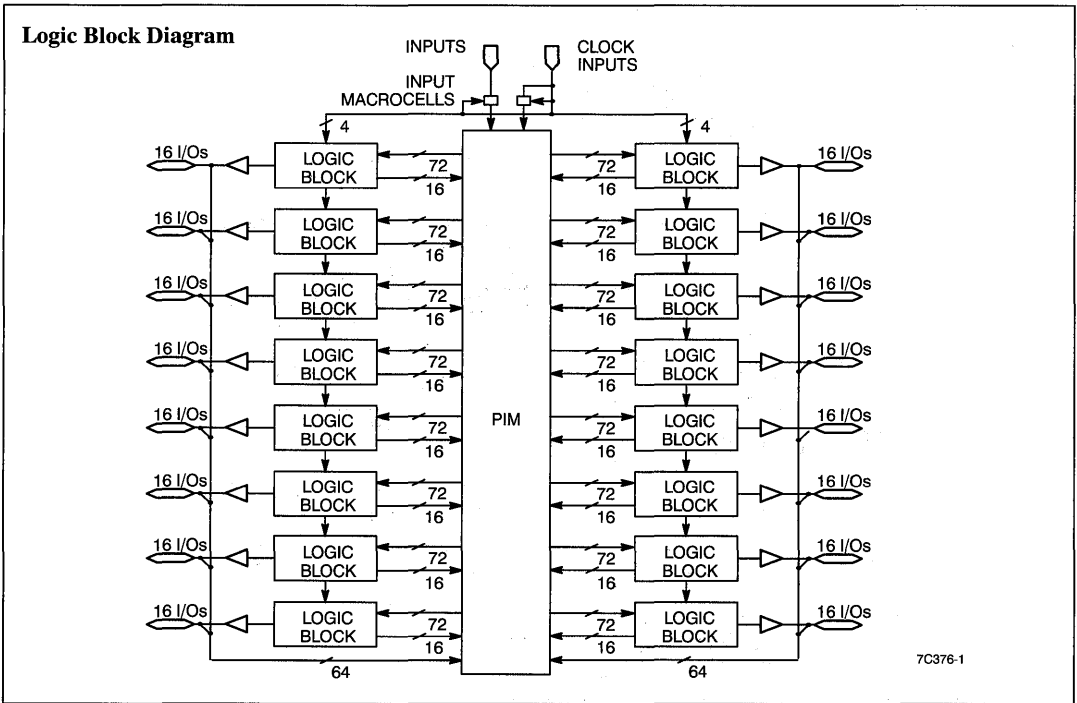 Logic Block Diagram
INPUTS
CLOCK
INPUTS
INPUT
MACROCELLS
4
4
16 I/Os
LOGIC
BLOCK
72
16
72
16
LOGIC
BLOCK
16 I/Os
16 I/Os
LOGIC
BLOCK
72
16
72
16
LOGIC
BLOCK
16 I/Os
16 I/Os
LOGIC
BLOCK
72
16
72
16
LOGIC
BLOCK
16 I/Os
16 I/Os
LOGIC
BLOCK
72
16
72
16
LOGIC
BLOCK
16 I/Os
PIM
16 I/Os
LOGIC
BLOCK
72
16
72
16
LOGIC
BLOCK
16 I/Os
16 I/Os
LOGIC
BLOCK
72
16
72
16
LOGIC
BLOCK
16 I/Os
16 I/Os
LOGIC
BLOCK
72
16
72
16
LOGIC
BLOCK
16 I/Os
16 I/Os
LOGIC
BLOCK
72
16
72
16
LOGIC
BLOCK
16 I/Os
64
64
7C376-1